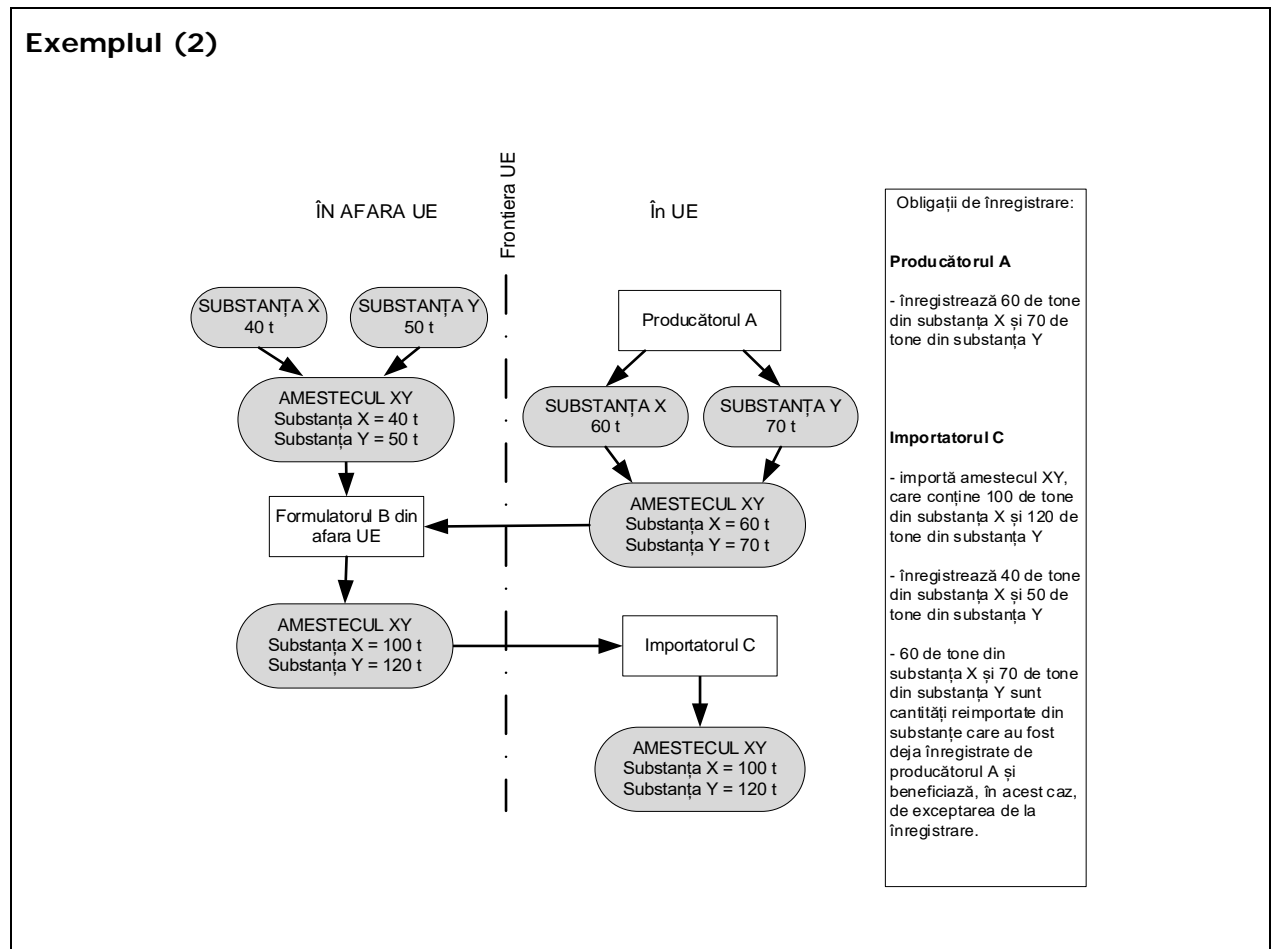 Exemplul (2)
Frontiera UE
ÎN AFARA UE
În UE
SUBSTANȚA X
40 t
SUBSTANȚA Y
50 t
AMESTECUL XY
Substanța X = 40 t
Substanța Y = 50 t
Formulatorul B din
afara UE
AMESTECUL XY
Substanța X = 100 t
Substanța Y = 120 t
Producătorul A
SUBSTANȚA X
60 t
SUBSTANȚA Y
70 t
AMESTECUL XY
Substanța X = 60 t
Substanța Y = 70 t
Importatorul C
AMESTECUL XY
Substanța X = 100 t
Substanța Y = 120 t
Obligații de înregistrare:
Producătorul A
- înregistrează 60 de tone
din substanța X și 70 de
tone din substanța Y
Importatorul C
- importă amestecul XY,
care conține 100 de tone
din substanța X și 120 de
tone din substanța Y
- înregistrează 40 de tone
din substanța X și 50 de
tone din substanța Y
- 60 de tone din
substanța X și 70 de tone
din substanța Y sunt
cantități reimportate din
substanțe care au fost
deja înregistrate de
producătorul A și
beneficiază, în acest caz,
de exceptarea de la
înregistrare.